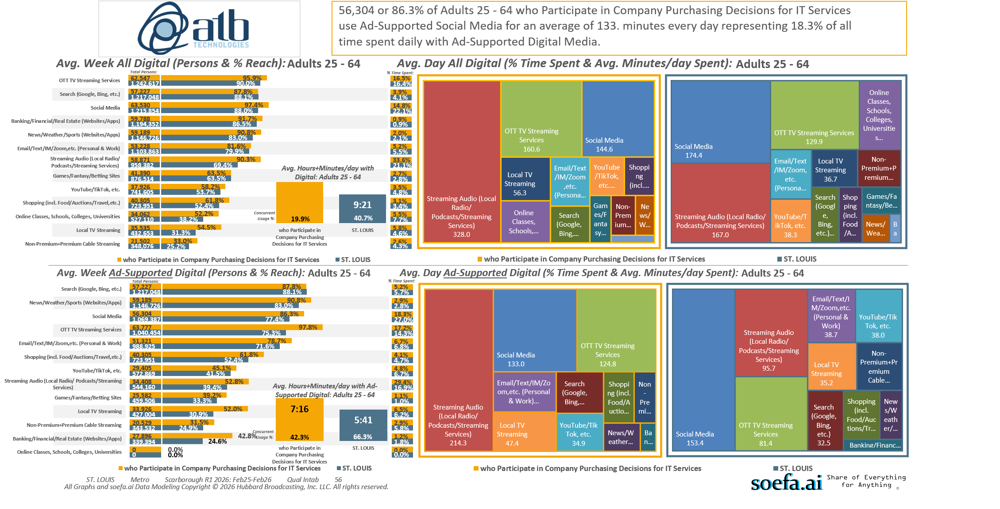 atb
TECHNOLOGIES
56,304 or 86.3% of Adults 25 - 64 who Participate in Company Purchasing Decisions for IT Services
use Ad-Supported Social Media for an average of 133. minutes every day representing 18.3% of all
time spent daily with Ad-Supported Digital Media.
Avg. Week All Digital (Persons & % Reach): Adults 25 - 64
Total Persons:
OTT TV Streaming Services 62,547 95.9%
1,242,617 90.0%
Search (Google, Bing, etc.) 57,227 87.8%
1,217,048 88.1%
Social Media 63,530 97.4%
1,215,854 88.0%
Banking/Financial/Real Estate (Websites/Apps) 59,788 91.7%
1,194,352 86.5%
News/Weather/Sports (Websites/Apps) 59,189 90.8%
1,146,726 83.0%
Email/Text/IM/Zoom,etc. (Personal & Work) 53,228 81.6%
1,103,863 79.9%
Streaming Audio (Local Radio/
Podcasts/Streaming Services) 58,871 90.3%
958,382 69.4%
Games/Fantasy/Betting Sites 41,390 63.5%
876,514 63.5%
YouTube/TikTok, etc. 37,926 58.2%
741,605 53.7%
Shopping (incl. Food/Auctions/Travel,etc.) 40,305 61.8%
723,951 52.4%
Online Classes, Schools, Colleges, Universities 34,062 52.2%
527,110 38.2%
Local TV Streaming 35,535 54.5%
432,653 31.3%
Non-Premium+Premium Cable Streaming 21,502 33.0%
348,076 25.2%
Avg. Hours+Minutes/day with
Digital: Adults 25 - 64
9:21
Concurrent
Usage %:
19.9%
40.7%
who Participate in
Company Purchasing
Decisions for IT Services
ST. LOUIS
who Participate in Company Purchasing Decisions for IT Services
ST. LOUIS
Avg. Day All Digital (% Time Spent & Avg. Minutes/day Spent): Adults 25 - 64
% Time Spent:
16.5%
16.4%
3.9%
4.1%
14.8%
22.1%
0.9%
0.9%
2.0%
2.1%
5.2%
5.5%
33.6%
21.1%
2.7%
2.8%
3.5%
4.8%
3.1%
3.4%
5.5%
7.7%
5.8%
4.6%
2.6%
4.3%
Streaming Audio (Local
Radio/
Podcasts/Streaming
Services)
328.0
OTT TV Streaming
Services
160.6
Social Media
144.6
Local TV
Streaming
56.3
Online
Classes,
Schools,...
Email/Text
/IM/Zoom
,etc.
(Persona...
Search
(Google,
Bing,...
YouTube
/TikTok,
etc....
Shoppi
ng
(incl....
Gam
es/F
anta
sy...
Non-
Prem
ium...
Ne
ws/
W...
Social Media
174.4
Streaming Audio (Local Radio/
Podcasts/Streaming Services)
167.0
OTT TV Streaming Services
129.9
Online
Classes,
Schools,
Colleges,
Universitie
s...
Email/Text
/IM/Zoom,
etc.
(Persona...
YouTube/T
ikTok, etc.
38.3
Local TV
Streaming
36.7
Non-
Premium+P
remium...
Search
(Googl
e,
Bing,
etc.)...
Shop
ping
(incl.
Food
/A...
Games/Fa
ntasy/Be...
News/
Wea...
B
a
who Participate in Company Purchasing Decisions for IT Services
ST. LOUIS
Avg. Week Ad-Supported Digital (Persons & % Reach): Adults 25 - 64
Total Persons:
Search (Google, Bing, etc.) 57,227 87.8%
1,217,048 88.1%
News/Weather/Sports (Websites/Apps) 59,189 90.8%
1,146,726 83.0%
Social Media 56,304 86.3%
1,069,387 77.4%
OTT TV Streaming Services 63,777 97.8%
1,040,454 75.3%
Email/Text/IM/Zoom,etc. (Personal & Work) 51,321 78.7%
988,925 71.6%
Shopping (incl. Food/Auctions/Travel,etc.) 40,305 61.8%
723,951 52.4%
YouTube/TikTok, etc. 29,405 45.1%
572,869 41.5%
Streaming Audio (Local Radio/ Podcasts/Streaming
Services) 34,408 52.8%
544,160 39.4%
Games/Fantasy/Betting Sites 25,582 39.2%
459,506 33.3%
Local TV Streaming 33,926 52.0%
427,004 30.9%
Non-Premium+Premium Cable Streaming 20,529 31.5%
343,532 24.9%
Banking/Financial/Real Estate (Websites/Apps) 27,896 42.8%
339,394 24.6%
Online Classes, Schools, Colleges, Universities 0 0.0%
0 0.0%
Avg. Hours+Minutes/day with Ad-
Supported Digital: Adults 25 - 64
7:16
5:41
Concurrent
Usage %:
42.3%
66.3%
who Participate in
Company Purchasing
Decisions for IT Services
ST. LOUIS
who Participate in Company Purchasing Decisions for IT Services
ST. LOUIS
Avg. Day Ad-Supported Digital (% Time Spent & Avg. Minutes/day Spent): Adults 25 - 64
% Time Spent:
5.2%
5.7%
2.9%
2.8%
18.3%
27.0%
17.2%
14.3%
6.7%
6.8%
4.1%
4.7%
4.8%
6.7%
29.4%
16.9%
1.1%
1.0%
6.5%
6.2%
2.9%
5.8%
1.2%
1.8%
0.0%
0.0%
Streaming Audio
(Local Radio/
Podcasts/Streaming
Services)
214.3
Social Media
133.0
OTT TV Streaming
Services
124.8
Email/Text/IM/Zo
om,etc. (Personal
& Work)...
Local TV
Streaming
47.4
Search
(Google,
Bing,...
YouTube/Tik
Tok, etc.
34.9
Shoppi
ng (incl.
Food/A
uctio...
Non
-
Pre
mi...
News/W
eather...
Ba
n...
Social Media
153.4
Streaming Audio
(Local Radio/
Podcasts/Streaming
Services)
95.7
OTT TV Streaming
Services
81.4
Email/Text/I
M/Zoom,etc.
(Personal &
Work)
38.7
YouTube/Tik
Tok, etc.
38.0
Local TV
Streaming
35.2
Non-
Premium+Pr
emium
Cable...
Search
(Google,
Bing,
etc.)
32.5
Shopping
(incl.
Food/Auc
tions/Tr...
New
s/W
eath
er/...
Banking/Financ...
who Participate in Company Purchasing Decisions for IT Services
ST. LOUIS
ST. LOUIS Metro Scarborough R1 2026: Feb25-Feb26 Qual Intab 56
All Graphs and soefa.ai Data Modeling Copyright © 2026 Hubbard Broadcasting, Inc. LLC. All rights reserved.
soefa.ai
Share of Everything
for Anything ©